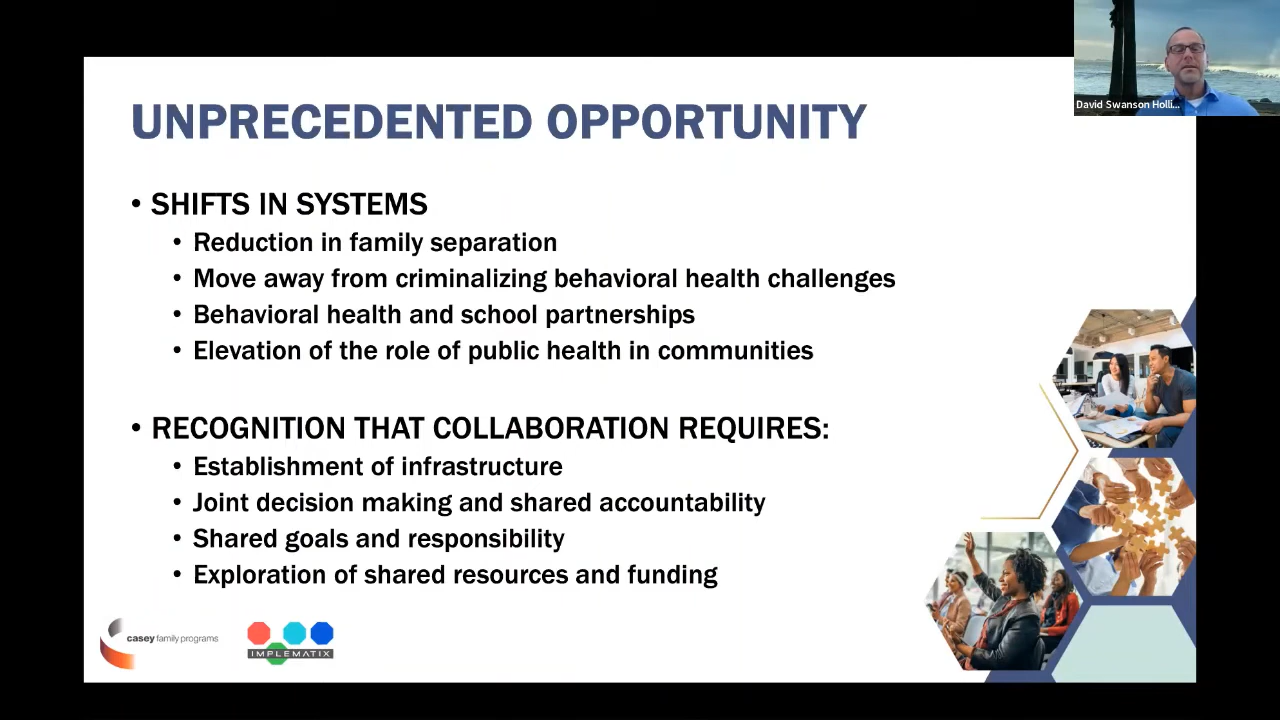 David Swanson Holli...
UNPRECEDENTED OPPORTUNITY
• SHIFTS IN SYSTEMS
• Reduction in family separation
• Move away from criminalizing behavioral health challenges
• Behavioral health and school partnerships
• Elevation of the role of public health in communities
• RECOGNITION THAT COLLABORATION REQUIRES:
• Establishment of infrastructure
• Joint decision making and shared accountability
• Shared goals and responsibility
• Exploration of shared resources and funding
casey family programs
IMPLEMATIX